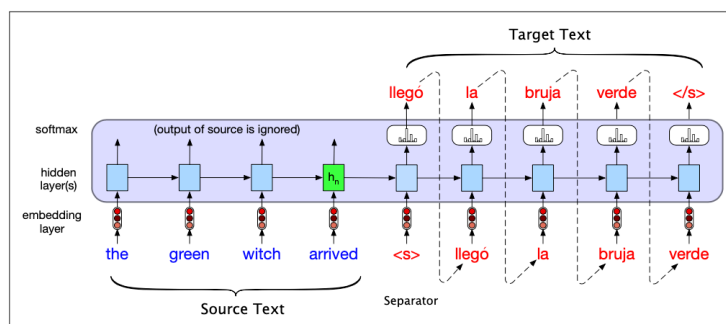 Target Text
llegó la bruja verde </s>
softmax (output of source is ignored)
hidden layer(s) hn
embedding layer
the green witch arrived <s> llegó la bruja verde
Separator
Source Text